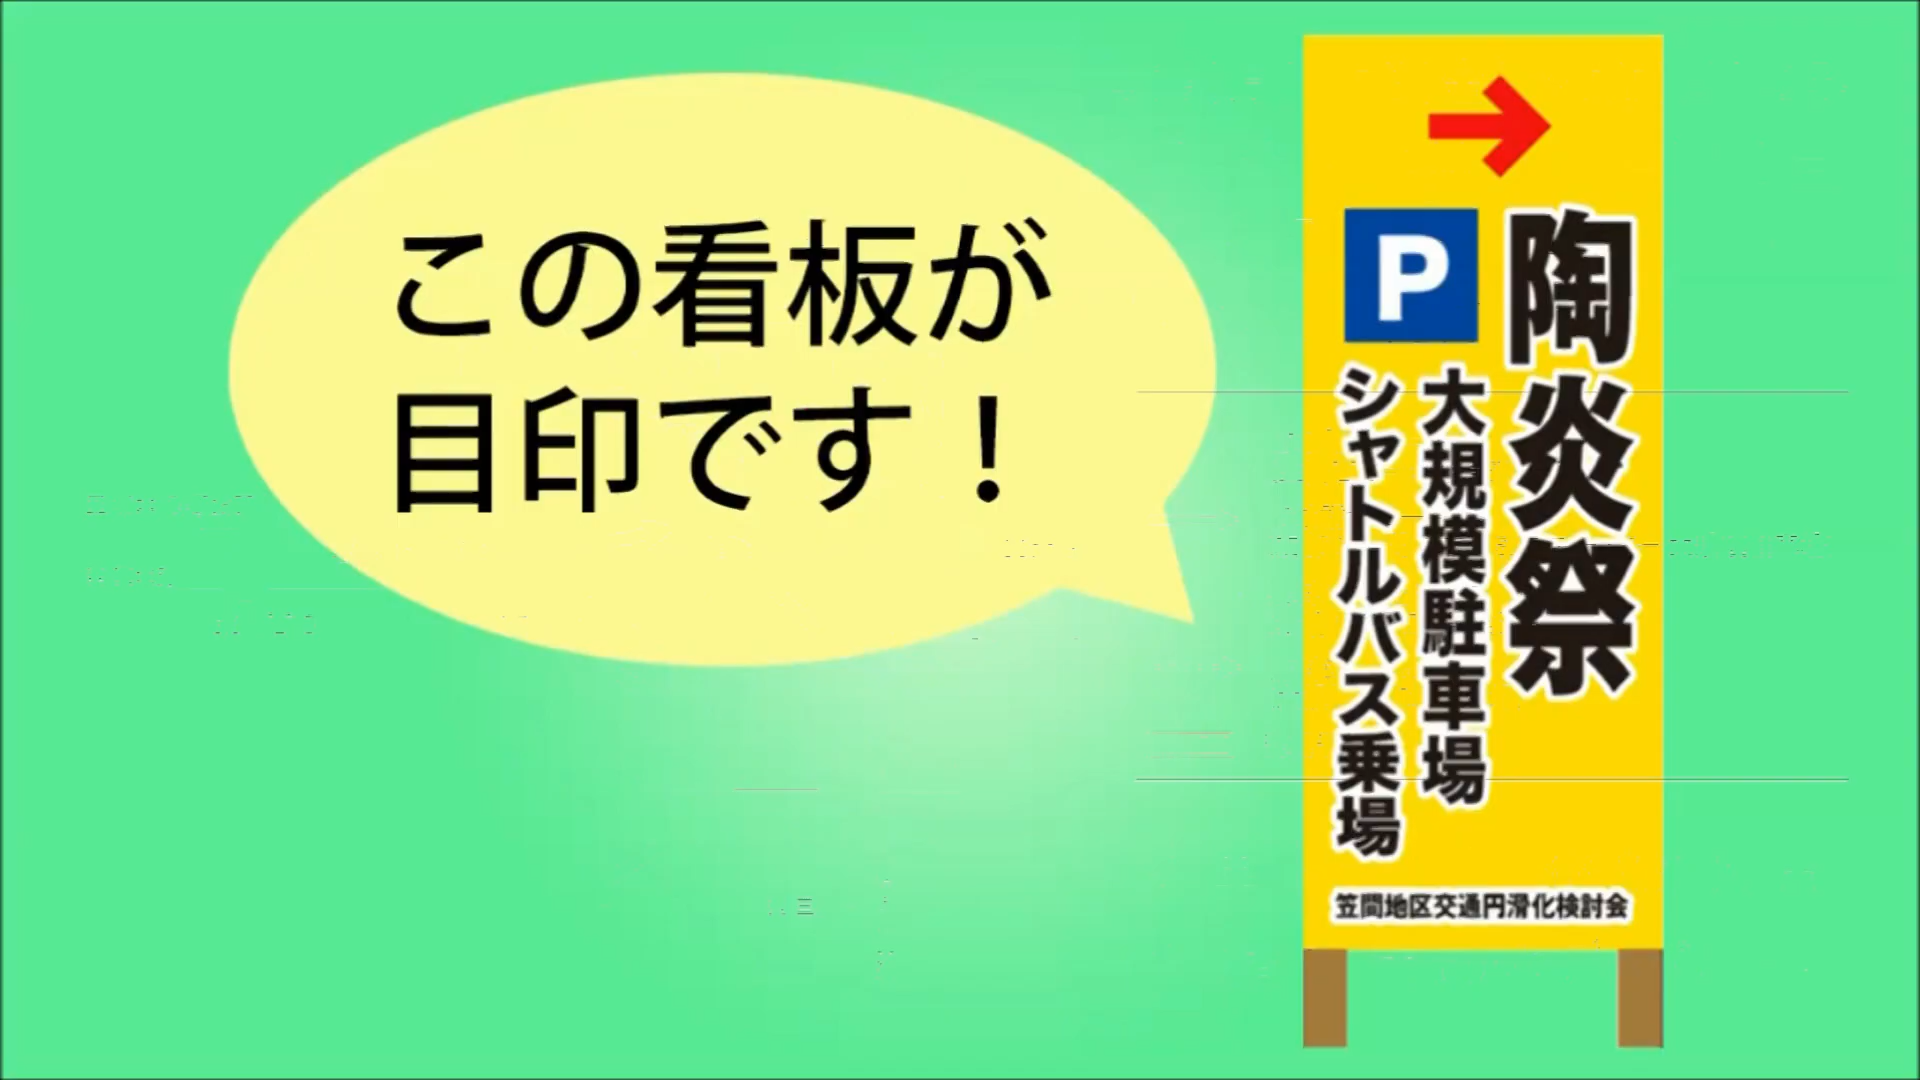 この看板が
目印です！
P
陶炎祭
大規模駐車場
シャトルバス乗場
笠間地区交通円滑化検討会